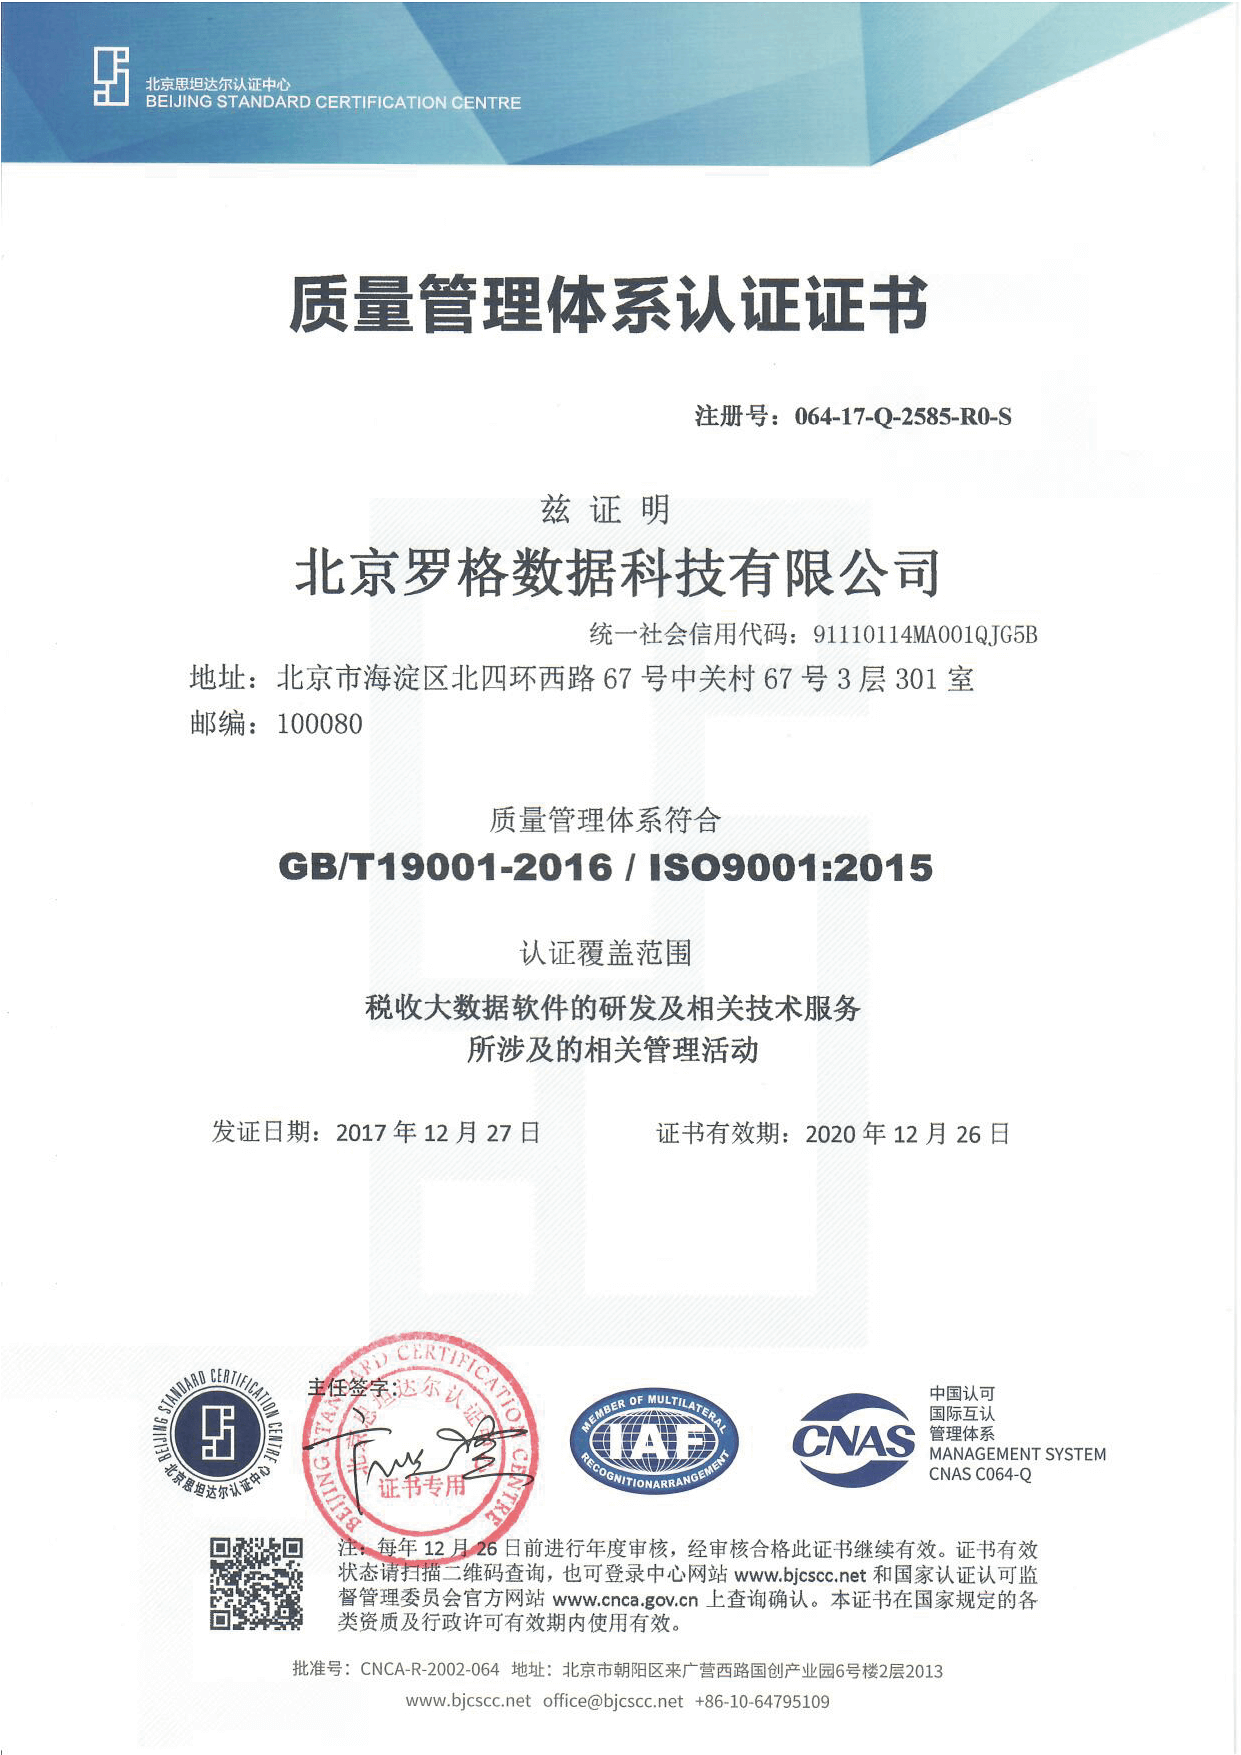 北京思坦达尔认证中心
BEIJING STANDARD CERTIFICATION CENTRE
质量管理体系认证证书
注册号：064-17-Q-2585-R0-S
兹 证 明
北京罗格数据科技有限公司
统一社会信用代码：91110114MA001QJG5B
地址：北京市海淀区北四环西路 67 号中关村 67 号 3 层 301 室
邮编：100080
质量管理体系符合
GB/T19001-2016 / ISO9001:2015
认证覆盖范围
税收大数据软件的研发及相关技术服务
所涉及的相关管理活动
发证日期：2017 年 12 月 27 日
证书有效期：2020 年 12 月 26 日
BEIJING STANDARD CERTIFICATION CENTRE
北京思坦达尔认证中心
主任签字：
BEIJING STANDARD CERTIFICATION CENTRE
北京思坦达尔认证中心
证书专用
MEMBER OF MULTILATERAL
IAF
RECOGNITIONARRANGEMENT
CNAS
中国认可
国际互认
管理体系
MANAGEMENT SYSTEM
CNAS C064-Q
注：每年 12 月 26 日前进行年度审核，经审核合格此证书继续有效。证书有效
状态请扫描二维码查询，也可登录中心网站 www.bjcscc.net 和国家认证认可监
督管理委员会官方网站 www.cnca.gov.cn 上查询确认。本证书在国家规定的各
类资质及行政许可有效期内使用有效。
批准号：CNCA-R-2002-064 地址：北京市朝阳区来广营西路国创产业园6号楼2层2013
www.bjcscc.net office@bjcscc.net +86-10-64795109